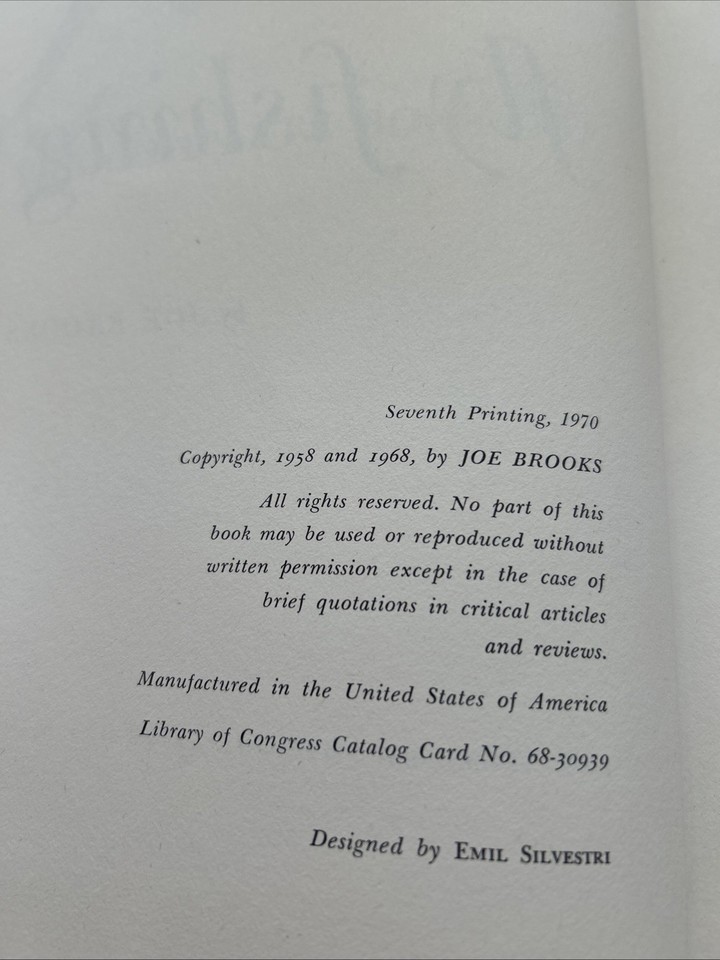 Seventh Printing, 1970
Copyright, 1958 and 1968, by JOE BROOKS
All rights reserved. No part of this
book may be used or reproduced without
written permission except in the case of
brief quotations in critical articles
and reviews.
Manufactured in the United States of America
Library of Congress Catalog Card No. 68-30939
Designed by EMIL SILVESTRI